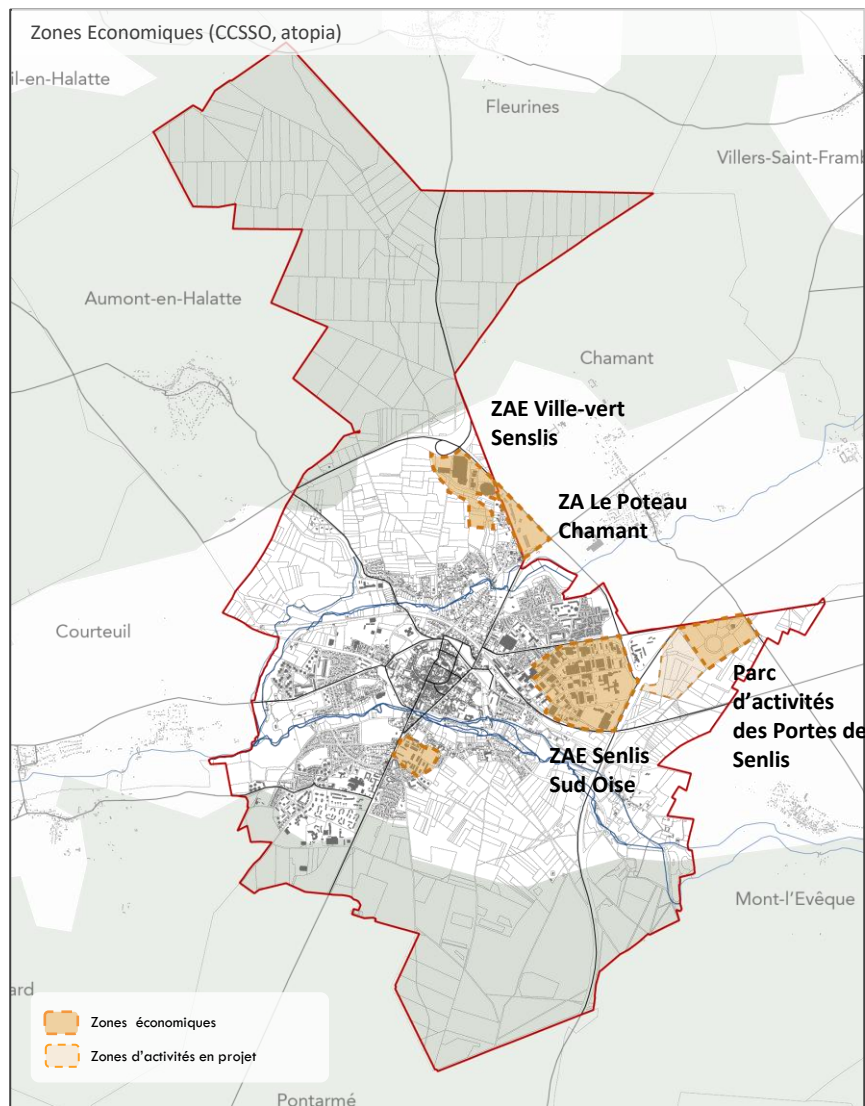 Zones Economiques (CCSSO, atopia)
il-en-Halatte
Fleurines
Villers-Saint-Framb
Aumont-en-Halatte
Chamant
ZAE Ville-vert
Senslis
ZA Le Poteau
Chamant
Courteuil
Parc
d'activités
des Portes de
Senlis
ZAE Senlis
Sud Oise
Mont-l'Evêque
ard
Zones économiques
Zones d'activités en projet
Pontarmé